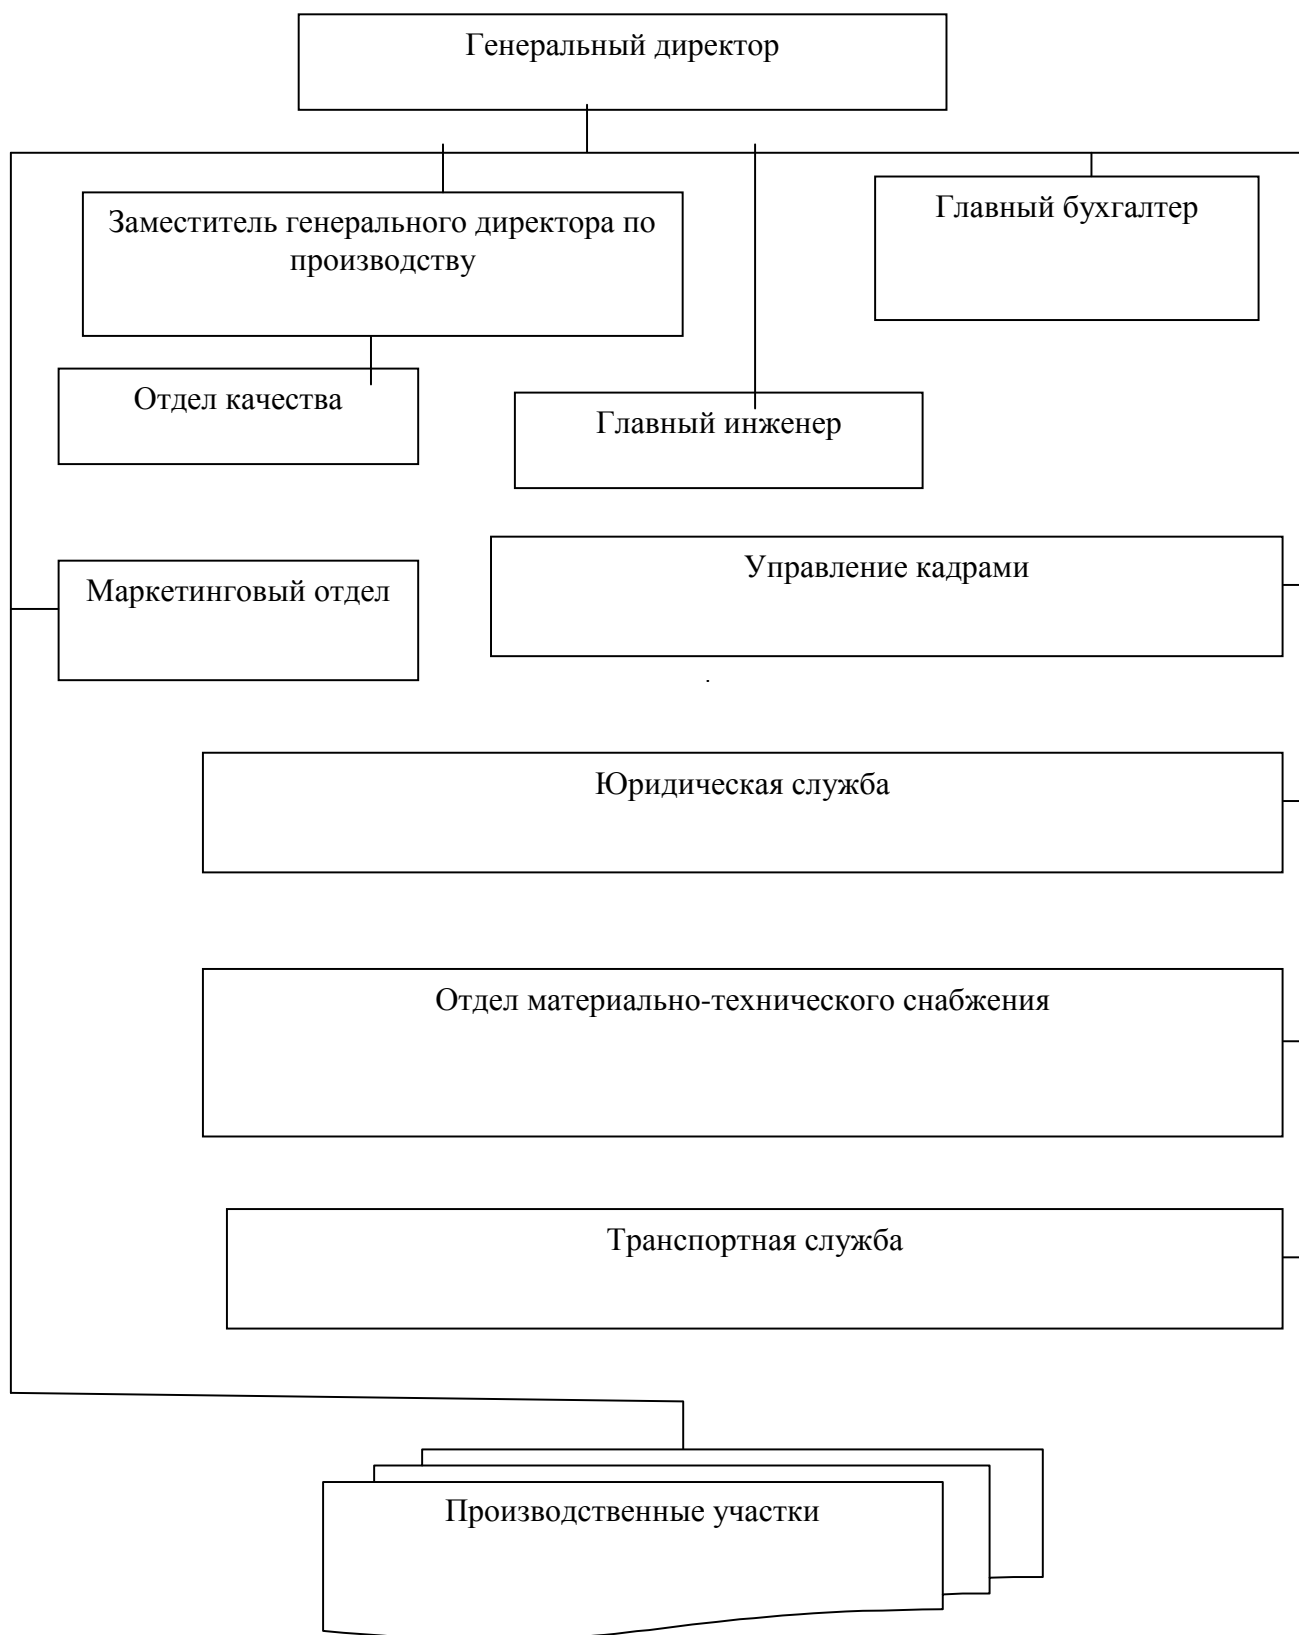 Генеральный директор
Заместитель генерального директора по
производству
Главный бухгалтер
Отдел качества
Главный инженер
Управление кадрами
Маркетинговый отдел
.
Юридическая служба
Отдел материально-технического снабжения
Транспортная служба
Производственные участки